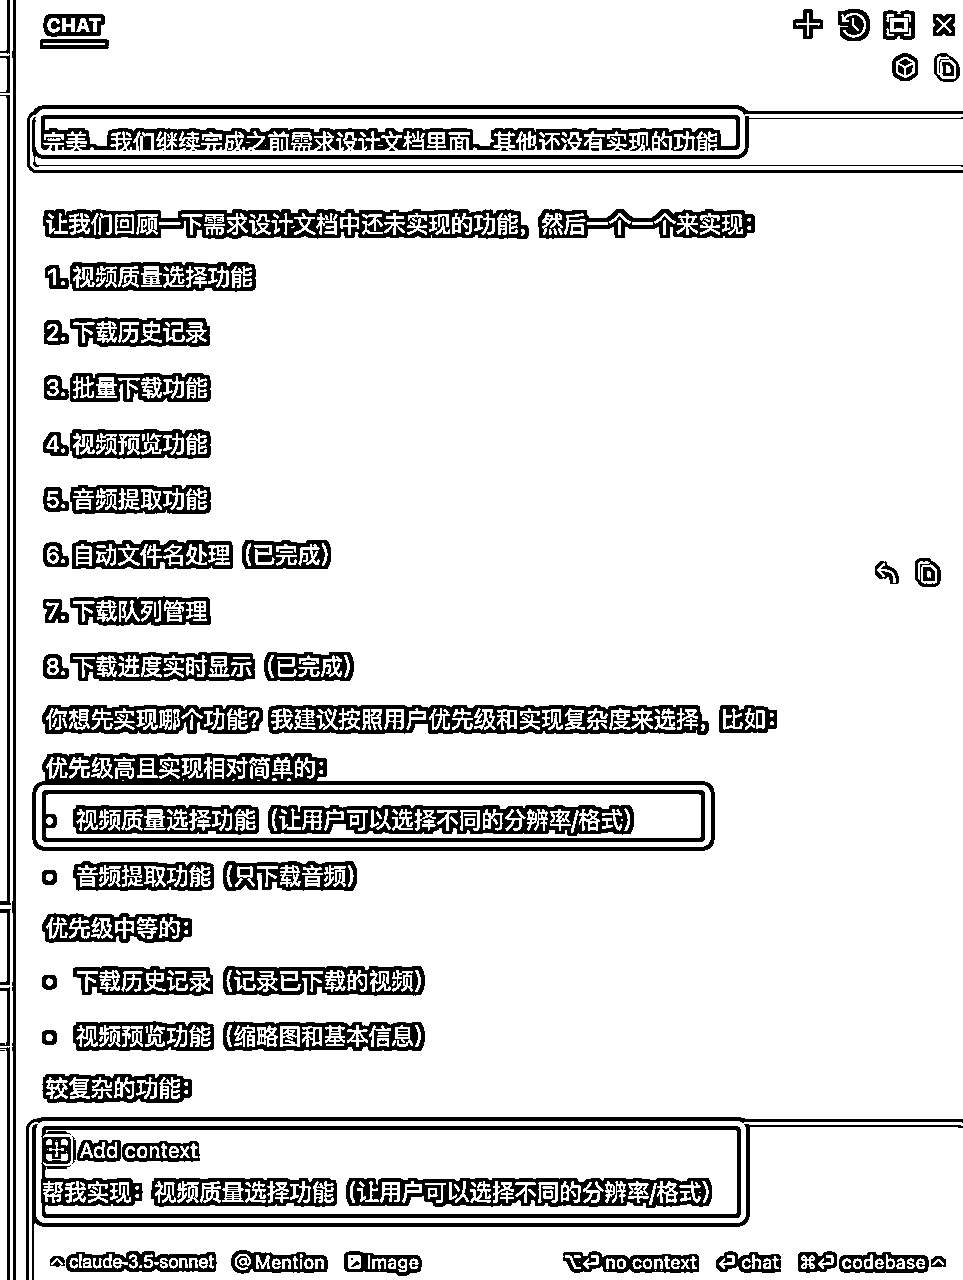 CHAT
完美、我们继续完成之前需求设计文档里面、其他还没有实现的功能
让我们回顾一下需求设计文档中还未实现的功能，然后一个一个来实现：
1. 视频质量选择功能
2. 下载历史记录
3. 批量下载功能
4. 视频预览功能
5. 音频提取功能
6. 自动文件名处理（已完成）
7. 下载队列管理
8. 下载进度实时显示（已完成）
你想先实现哪个功能？我建议按照用户优先级和实现复杂度来选择，比如：
优先级高且实现相对简单的：
视频质量选择功能（让用户可以选择不同的分辨率/格式）
音频提取功能（只下载音频）
优先级中等的：
下载历史记录（记录已下载的视频）
视频预览功能（缩略图和基本信息）
较复杂的功能：
Add context
帮我实现：视频质量选择功能（让用户可以选择不同的分辨率/格式）
claude-3.5-sonnet @ Mention Image ⌥⏎ no context ⏎ chat ⌘⏎ codebase